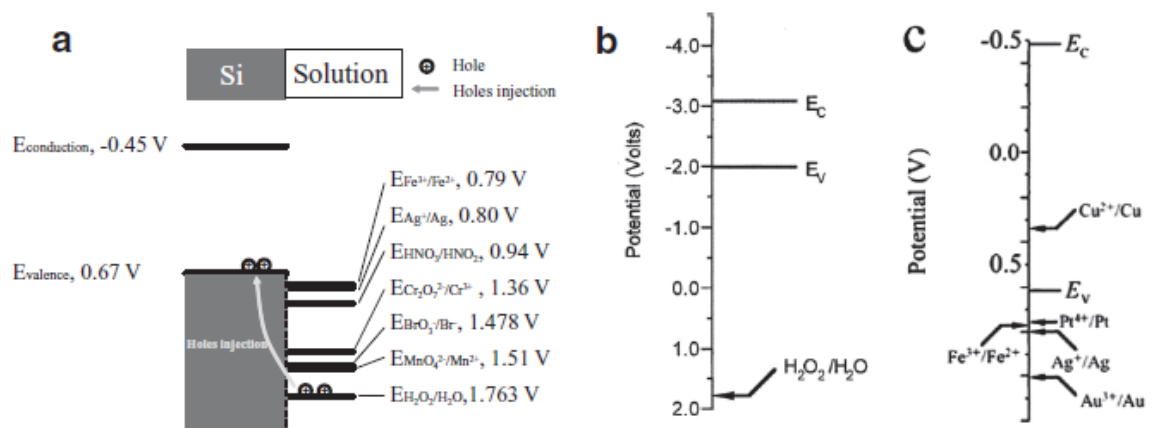 a
Si
Solution
Hole
Holes injection
Econduction, -0.45 V
Evalence, 0.67 V
Holes injection
EFe³⁺/Fe²⁺, 0.79 V
EAg⁺/Ag, 0.80 V
EHNO₃/HNO₂, 0.94 V
ECr₂O₇²⁻/Cr³⁺, 1.36 V
EBrO₃⁻/Br⁻, 1.478 V
EMnO₄²⁻/Mn²⁺, 1.51 V
EH₂O₂/H₂O, 1.763 V
b
Potential (Volts)
-4.0
-3.0
-2.0
-1.0
0.0
1.0
2.0
EC
EV
H₂O₂/H₂O
c
Potential (V)
-0.5
0.0
0.5
EC
Cu²⁺/Cu
EV
Pt⁴⁺/Pt
Fe³⁺/Fe²⁺
Ag⁺/Ag
Au³⁺/Au